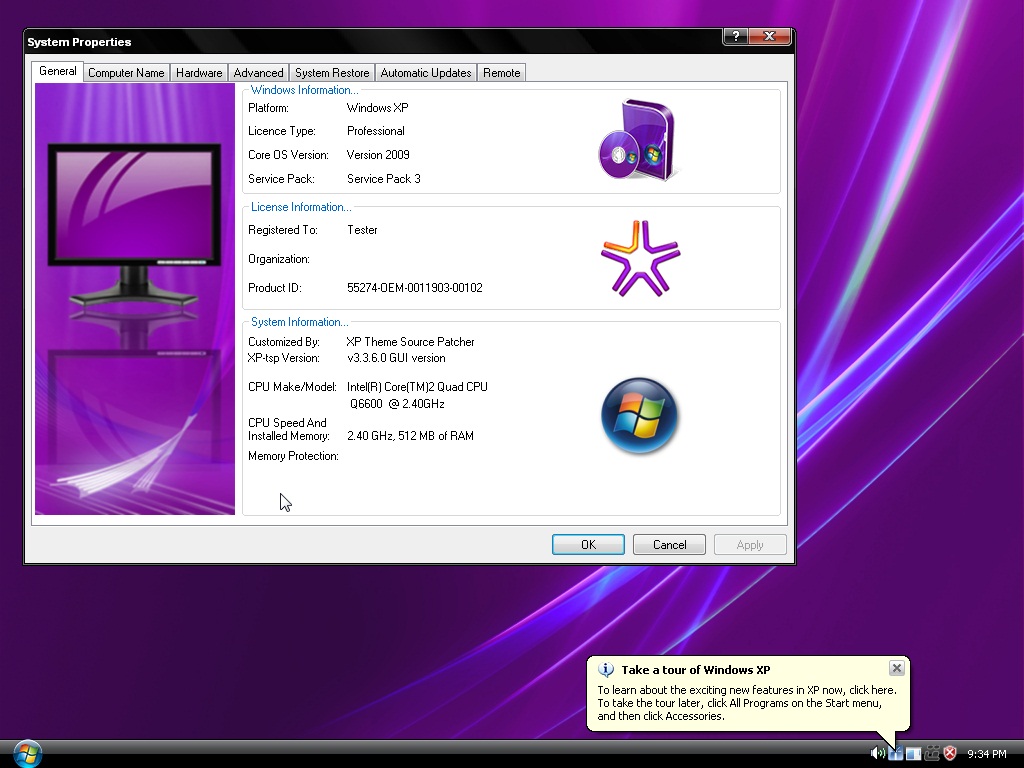 System Properties
?
General
Computer Name
Hardware
Advanced
System Restore
Automatic Updates
Remote
Windows Information...
Platform: Windows XP
Licence Type: Professional
Core OS Version: Version 2009
Service Pack: Service Pack 3
License Information...
Registered To: Tester
Organization:
Product ID: 55274-OEM-0011903-00102
System Information...
Customized By: XP Theme Source Patcher
XP-tsp Version: v3.3.6.0 GUI version
CPU Make/Model: Intel(R) Core(TM)2 Quad CPU
Q6600 @ 2.40GHz
CPU Speed And
Installed Memory: 2.40 GHz, 512 MB of RAM
Memory Protection:
OK
Cancel
Apply
Take a tour of Windows XP
To learn about the exciting new features in XP now, click here.
To take the tour later, click All Programs on the Start menu,
and then click Accessories.
9:34 PM